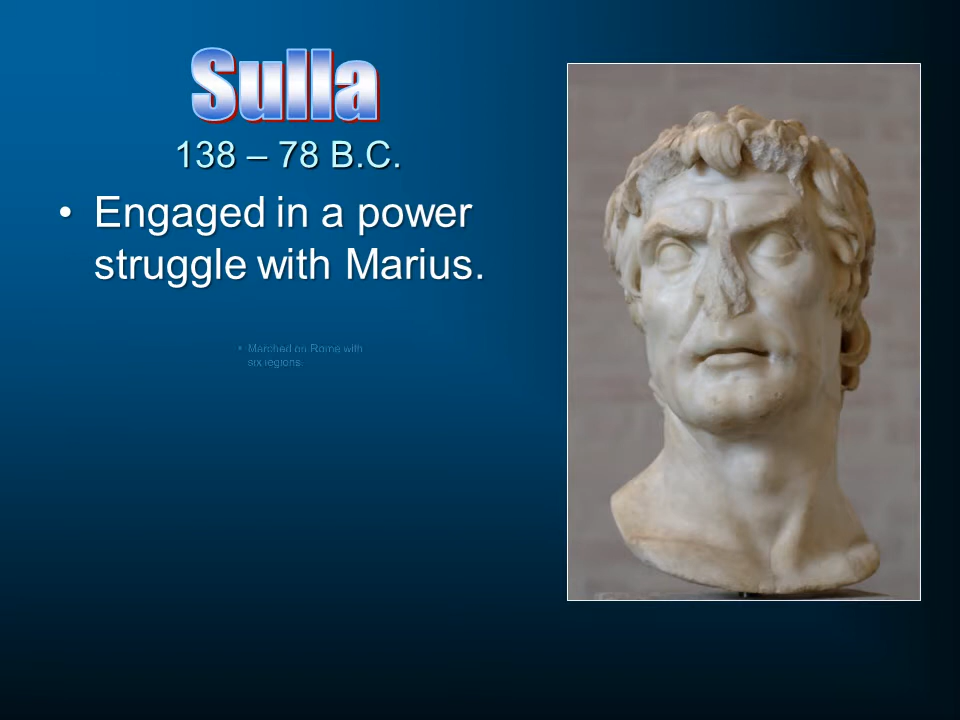 Sulla
138 – 78 B.C.
• Engaged in a power
struggle with Marius.
• Marched on Rome with
six legions.